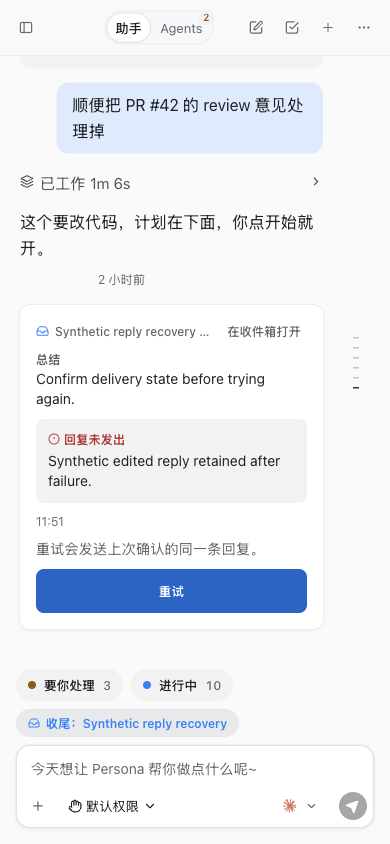 助手
Agents
2
顺便把 PR #42 的 review 意见处
理掉
已工作 1m 6s
这个要改代码，计划在下面，你点开始就
开。
2 小时前
Synthetic reply recovery ...
在收件箱打开
总结
Confirm delivery state before trying
again.
回复未发出
Synthetic edited reply retained after
failure.
11:51
重试会发送上次确认的同一条回复。
重试
要你处理 3
进行中 10
收尾：Synthetic reply recovery
今天想让 Persona 帮你做点什么呢~
默认权限